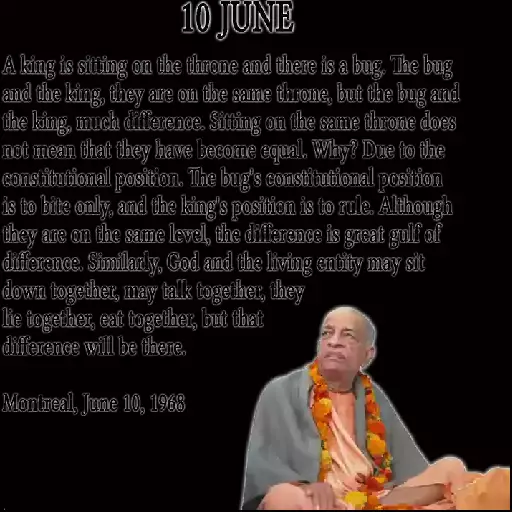 10 JUNE
A king is sitting on the throne and there is a bug. The bug
and the king, they are on the same throne, but the bug and
the king, much difference. Sitting on the same throne does
not mean that they have become equal. Why? Due to the
constitutional position. The bug's constitutional position
is to bite only, and the king's position is to rule. Although
they are on the same level, the difference is great gulf of
difference. Similarly, God and the living entity may sit
down together, may talk together, they
lie together, eat together, but that
difference will be there.
Montreal, June 10, 1968